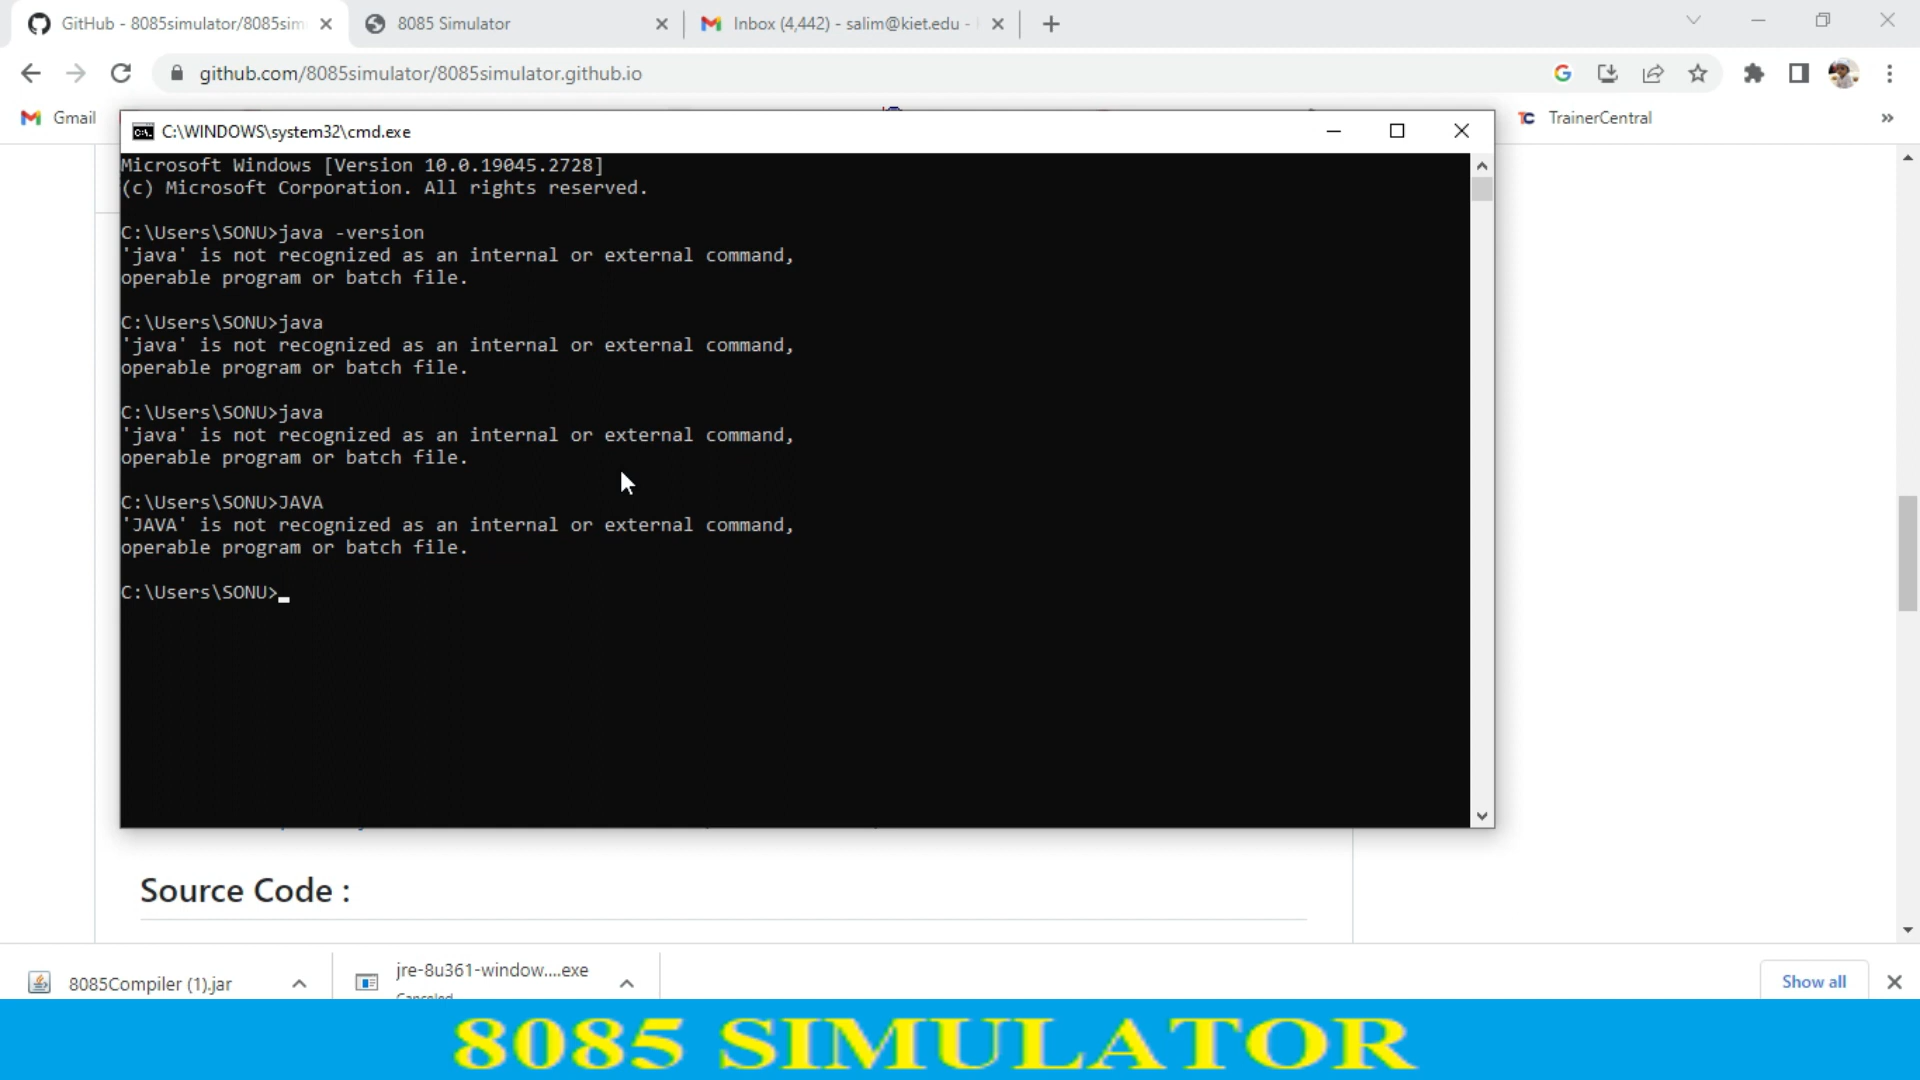 GitHub - 8085simulator/8085sim
8085 Simulator
Inbox (4,442) - salim@kiet.edu -
github.com/8085simulator/8085simulator.github.io
Gmail
TrainerCentral
C:\WINDOWS\system32\cmd.exe
Microsoft Windows [Version 10.0.19045.2728]
(c) Microsoft Corporation. All rights reserved.
C:\Users\SONU>java -version
'java' is not recognized as an internal or external command,
operable program or batch file.
C:\Users\SONU>java
'java' is not recognized as an internal or external command,
operable program or batch file.
C:\Users\SONU>java
'java' is not recognized as an internal or external command,
operable program or batch file.
C:\Users\SONU>JAVA
'JAVA' is not recognized as an internal or external command,
operable program or batch file.
C:\Users\SONU>
Source Code :
8085Compiler (1).jar
jre-8u361-window....exe
Canceled
Show all
8085 SIMULATOR